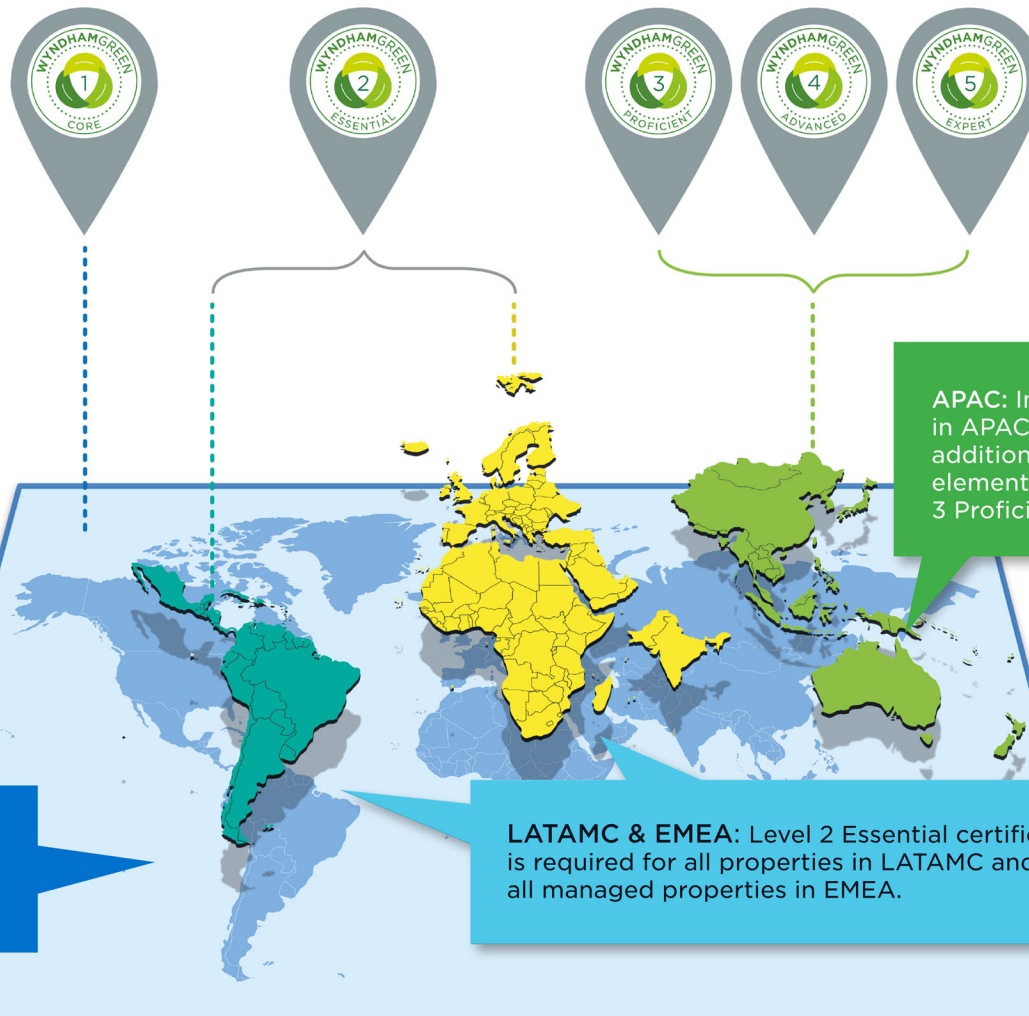 WYNDHAMGREEN
1
CORE
WYNDHAMGREEN
2
ESSENTIAL
WYNDHAMGREEN
3
PROFICIENT
WYNDHAMGREEN
4
ADVANCED
WYNDHAMGREEN
5
EXPERT
APAC:
in APAC
addition
element
3 Profici
LATAMC & EMEA: Level 2 Essential certific
is required for all properties in LATAMC and
all managed properties in EMEA.